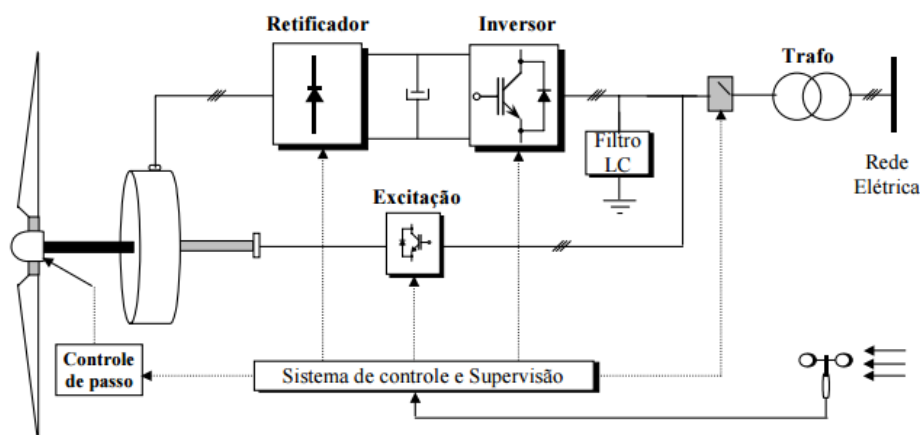 Retificador
Inversor
Trafo
Filtro
LC
Rede
Elétrica
Excitação
Controle
de passo
Sistema de controle e Supervisão